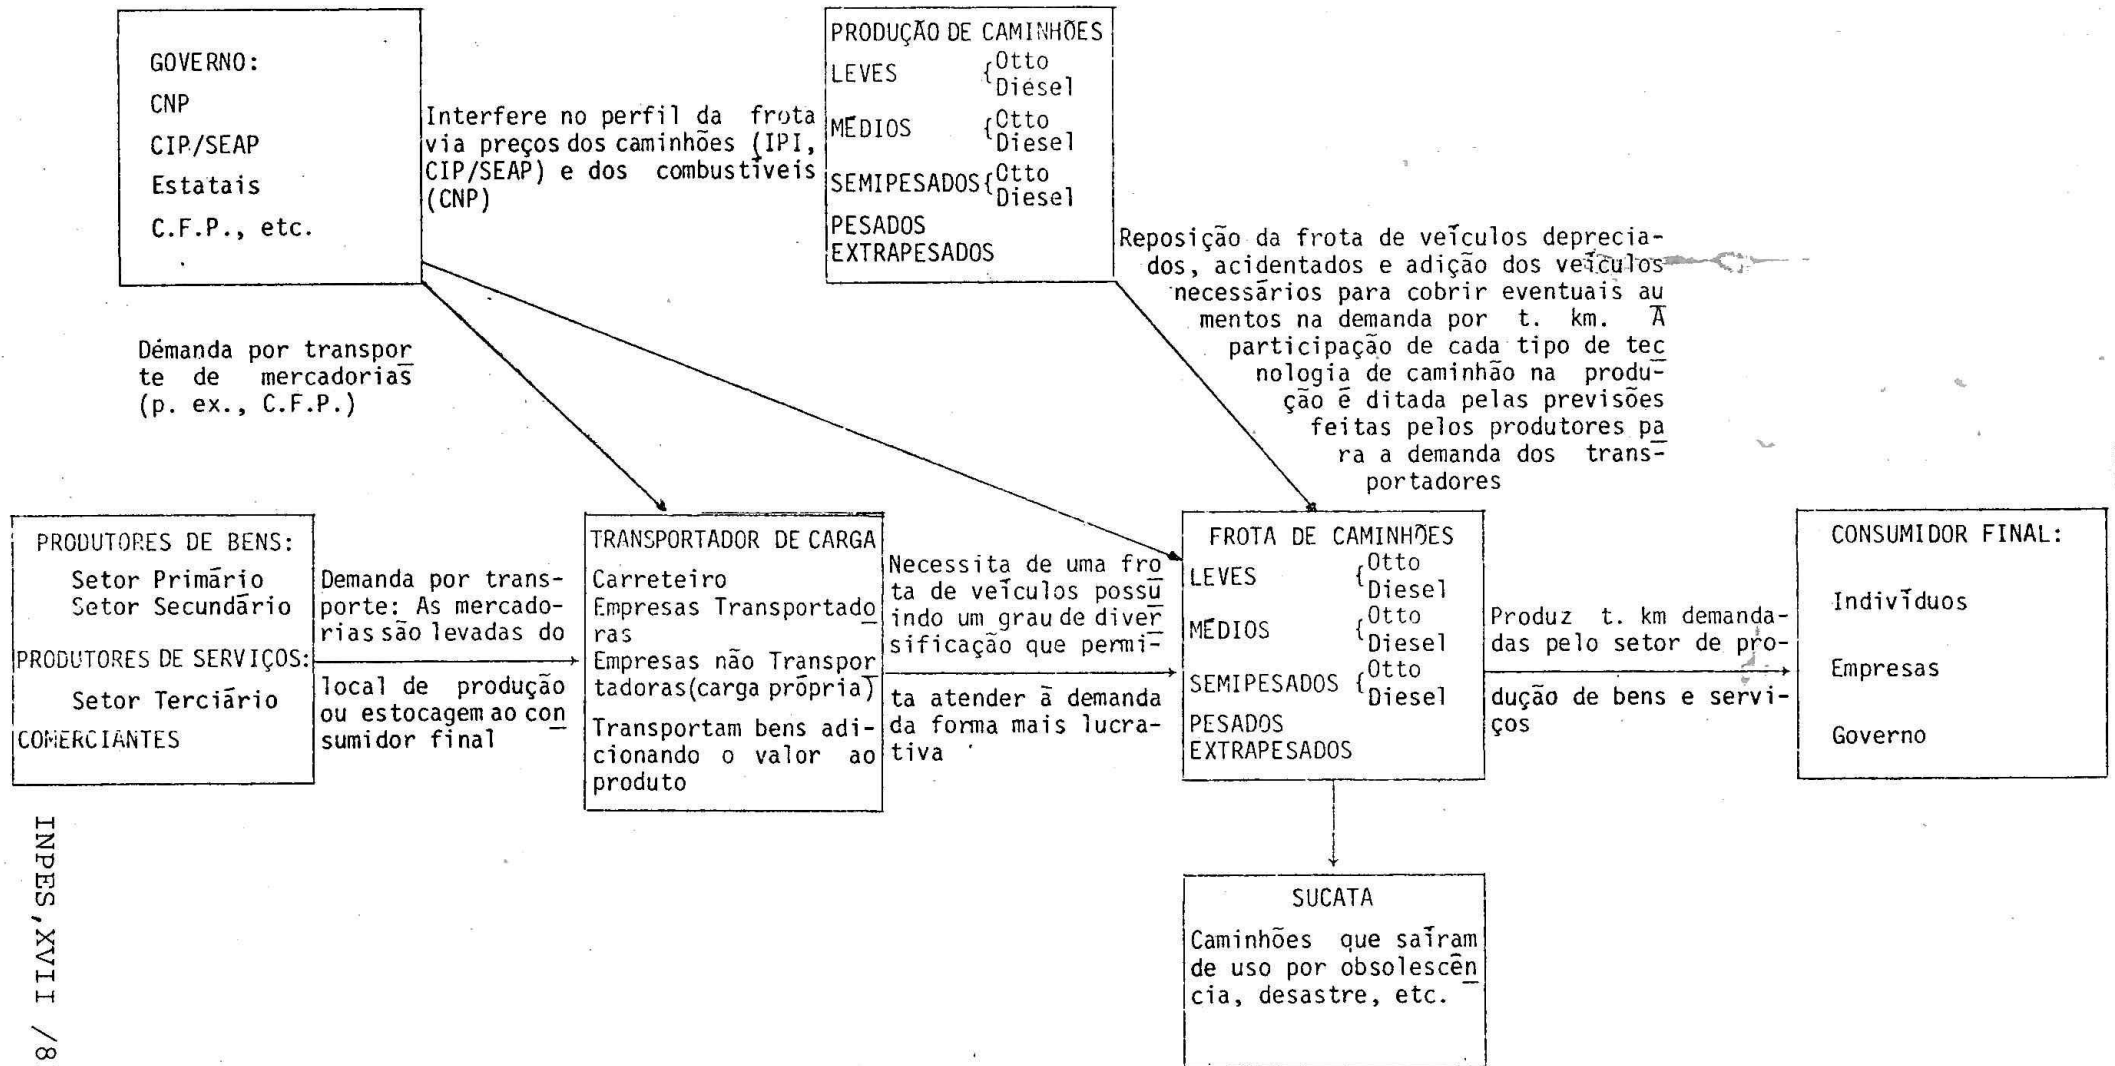 GOVERNO:
CNP
CIP/SEAP
Estatais
C.F.P., etc.
Interfere no perfil da frota
via preços dos caminhões (IPI,
CIP/SEAP) e dos combustíveis
(CNP)
PRODUÇÃO DE CAMINHÕES
LEVES {Otto
Diesel
MÉDIOS {Otto
Diesel
SEMIPESADOS {Otto
Diesel
PESADOS
EXTRAPESADOS
Reposição da frota de veículos deprecia-
dos, acidentados e adição dos veículos
necessários para cobrir eventuais au
mentos na demanda por t. km. A
participação de cada tipo de tec
nologia de caminhão na produ-
ção é ditada pelas previsões
feitas pelos produtores pa
ra a demanda dos trans-
portadores
Demanda por transpor
te de mercadorias
(p. ex., C.F.P.)
PRODUTORES DE BENS:
Setor Primário
Setor Secundário
PRODUTORES DE SERVIÇOS:
Setor Terciário
COMERCIANTES
Demanda por trans-
porte: As mercado-
rias são levadas do
local de produção
ou estocagem ao con
sumidor final
TRANSPORTADOR DE CARGA
Carreteiro
Empresas Transportado
ras
Empresas não Transpor
tadoras(carga própria)
Transportam bens adi-
cionando o valor ao
produto
Necessita de uma fro
ta de veículos possu
indo um grau de diver
sificação que permi-
ta atender à demanda
da forma mais lucra-
tiva
FROTA DE CAMINHÕES
LEVES {Otto
Diesel
MÉDIOS {Otto
Diesel
SEMIPESADOS {Otto
Diesel
PESADOS
EXTRAPESADOS
Produz t. km demanda-
das pelo setor de pro-
dução de bens e servi-
ços
CONSUMIDOR FINAL:
Indivíduos
Empresas
Governo
SUCATA
Caminhões que saíram
de uso por obsolescên
cia, desastre, etc.
INPES,XVII /8